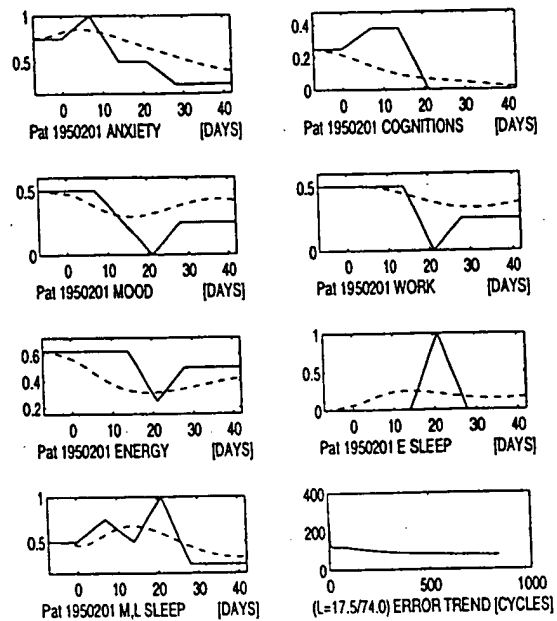 1
0.5
0 10 20 30 40
Pat 1950201 ANXIETY [DAYS]
0.4
0.2
0
0 10 20 30 40
Pat 1950201 COGNITIONS [DAYS]
0.5
0
0 10 20 30 40
Pat 1950201 MOOD [DAYS]
0.5
0
0 10 20 30 40
Pat 1950201 WORK [DAYS]
0.6
0.4
0.2
0 10 20 30 40
Pat 1950201 ENERGY [DAYS]
1
0.5
0
0 10 20 30 40
Pat 1950201 E SLEEP [DAYS]
1
0.5
0 10 20 30 40
Pat 1950201 M,L SLEEP [DAYS]
400
200
0
0 500 1000
(L=17.5/74.0) ERROR TREND [CYCLES]